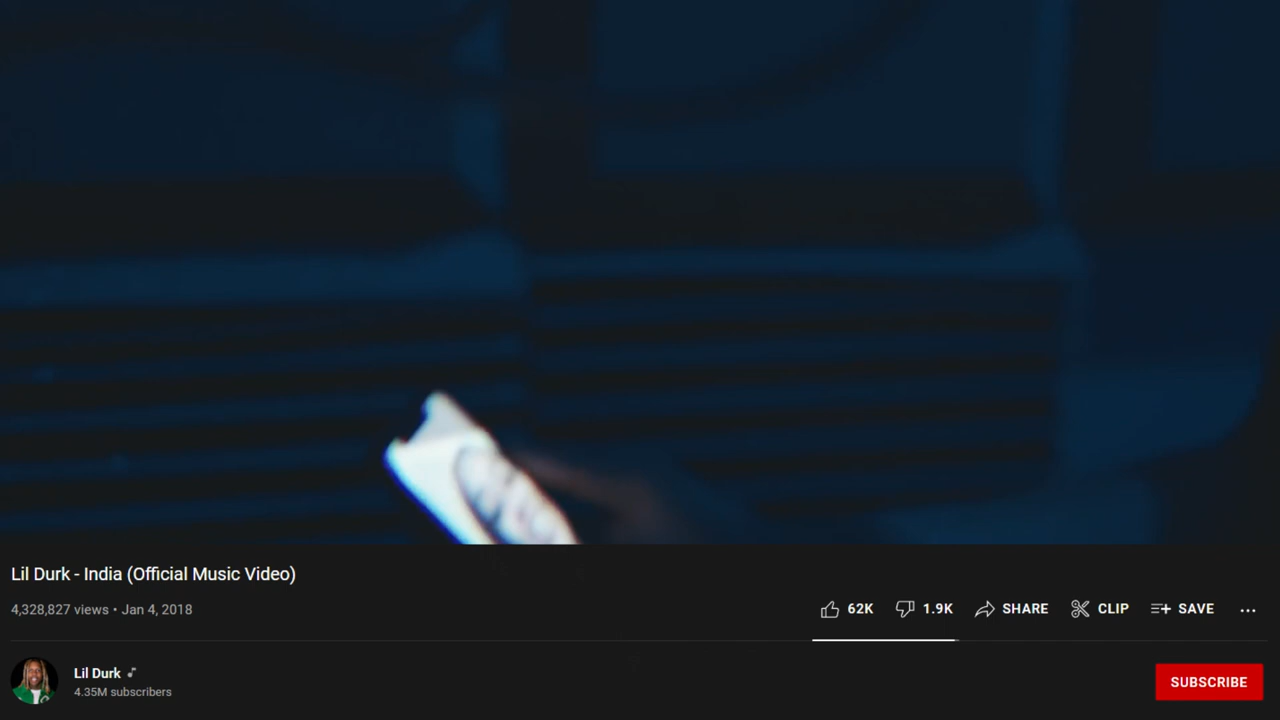 Lil Durk - India (Official Music Video)
4,328,827 views • Jan 4, 2018
62K 1.9K SHARE CLIP SAVE ...
Lil Durk
4.35M subscribers
SUBSCRIBE